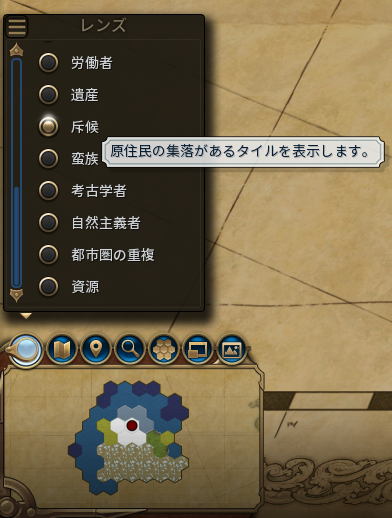 レンズ
労働者
遺産
斥候
原住民の集落があるタイルを表示します。
蛮族
考古学者
自然主義者
都市圏の重複
資源